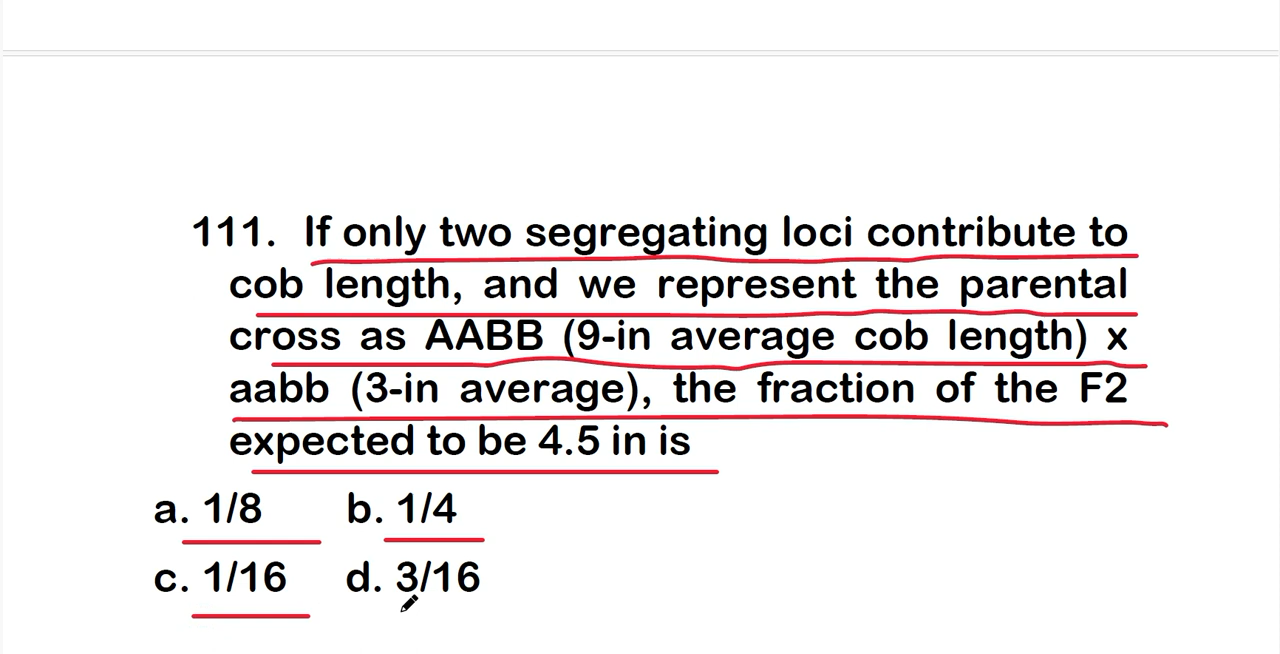 111. If only two segregating loci contribute to
cob length, and we represent the parental
cross as AABB (9-in average cob length) x
aabb (3-in average), the fraction of the F2
expected to be 4.5 in is
a. 1/8 b. 1/4
c. 1/16 d. 3/16